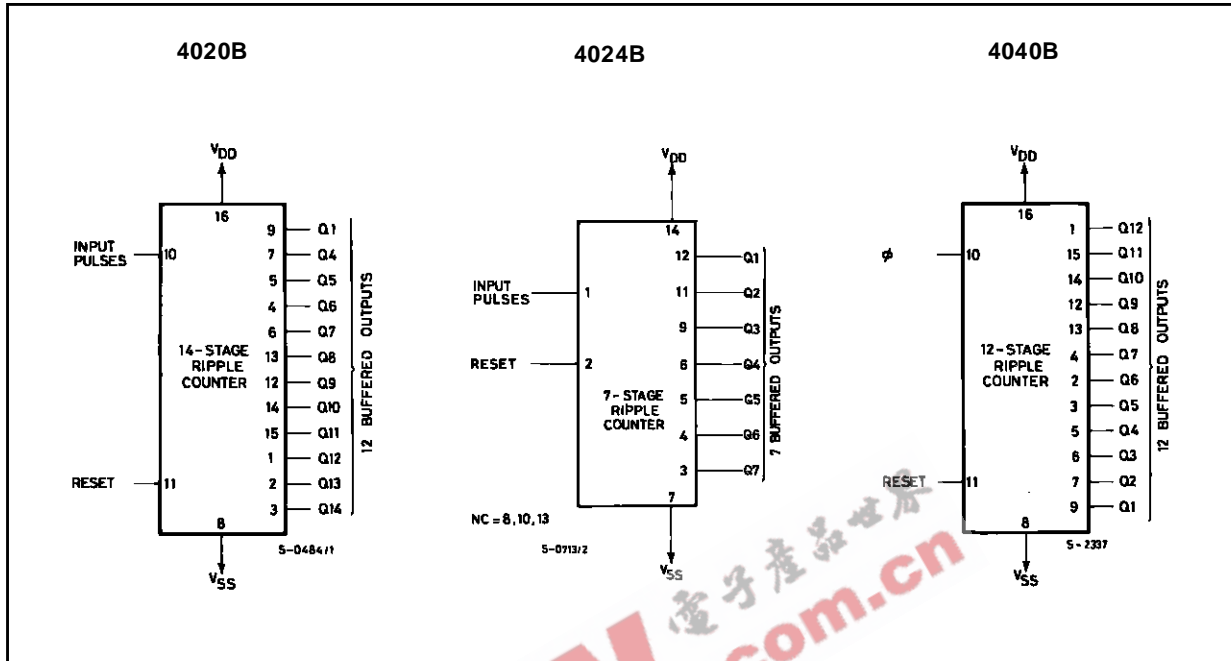 4020B
4024B
4040B
VDD
16
INPUT
PULSES
10
14-STAGE
RIPPLE
COUNTER
RESET
11
9 Q1
7 Q4
5 Q5
4 Q6
6 Q7
13 Q8
12 Q9
14 Q10
15 Q11
1 Q12
2 Q13
3 Q14
12 BUFFERED OUTPUTS
8
S-0484/1
VSS
VDD
14
INPUT
PULSES
1
RESET
2
7-STAGE
RIPPLE
COUNTER
12 Q1
11 Q2
9 Q3
6 Q4
5 Q5
4 Q6
3 Q7
7 BUFFERED OUTPUTS
7
NC = 8, 10, 13
S-0713/2
VSS
VDD
16
ø
10
12-STAGE
RIPPLE
COUNTER
RESET
11
1 Q12
15 Q11
14 Q10
12 Q9
13 Q8
4 Q7
2 Q6
3 Q5
5 Q4
6 Q3
7 Q2
9 Q1
12 BUFFERED OUTPUTS
8
S-2337
VSS
電子產品世界
.com.cn